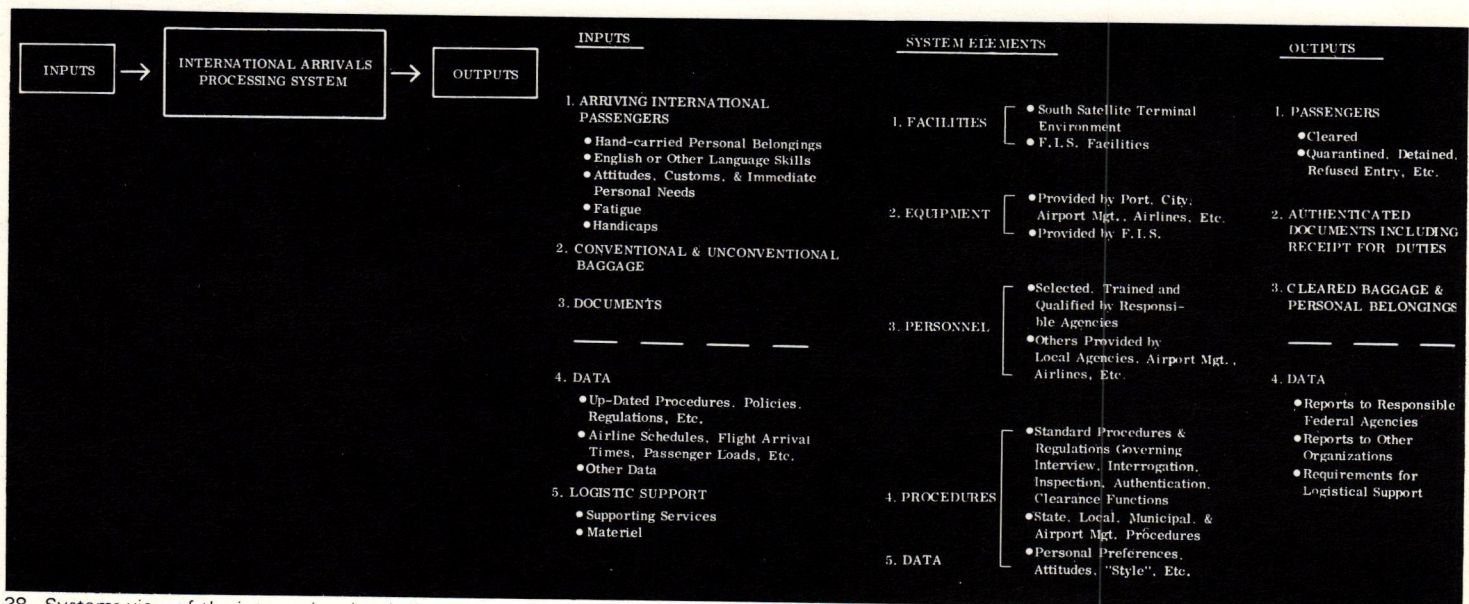 INPUTS
INTERNATIONAL ARRIVALS
PROCESSING SYSTEM
OUTPUTS
INPUTS
1. ARRIVING INTERNATIONAL
PASSENGERS
● Hand-carried Personal Belongings
● English or Other Language Skills
● Attitudes, Customs, & Immediate
Personal Needs
● Fatigue
● Handicaps
2. CONVENTIONAL & UNCONVENTIONAL
BAGGAGE
3. DOCUMENTS
4. DATA
● Up-Dated Procedures, Policies,
Regulations, Etc.
● Airline Schedules, Flight Arrival
Times, Passenger Loads, Etc.
● Other Data
5. LOGISTIC SUPPORT
● Supporting Services
● Materiel
SYSTEM ELEMENTS
1. FACILITIES
● South Satellite Terminal
Environment
● F.I.S. Facilities
2. EQUIPMENT
● Provided by Port, City,
Airport Mgt., Airlines, Etc.
● Provided by F.I.S.
3. PERSONNEL
● Selected, Trained and
Qualified by Responsi-
ble Agencies
● Others Provided by
Local Agencies, Airport Mgt.,
Airlines, Etc.
4. PROCEDURES
● Standard Procedures &
Regulations Governing
Interview, Interrogation,
Inspection, Authentication,
Clearance Functions
● State, Local, Municipal, &
Airport Mgt. Procedures
5. DATA
● Personal Preferences,
Attitudes, "Style", Etc.
OUTPUTS
1. PASSENGERS
● Cleared
● Quarantined, Detained,
Refused Entry, Etc.
2. AUTHENTICATED
DOCUMENTS INCLUDING
RECEIPT FOR DUTIES
3. CLEARED BAGGAGE &
PERSONAL BELONGINGS
4. DATA
● Reports to Responsible
Federal Agencies
● Reports to Other
Organizations
● Requirements for
Logistical Support
38 Systems view of the